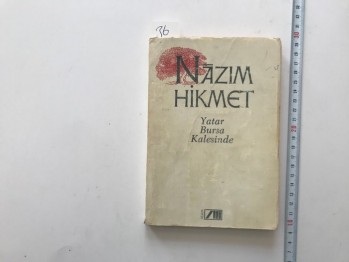 36
NÂZIM
HİKMET
Yatar
Bursa
Kalesinde